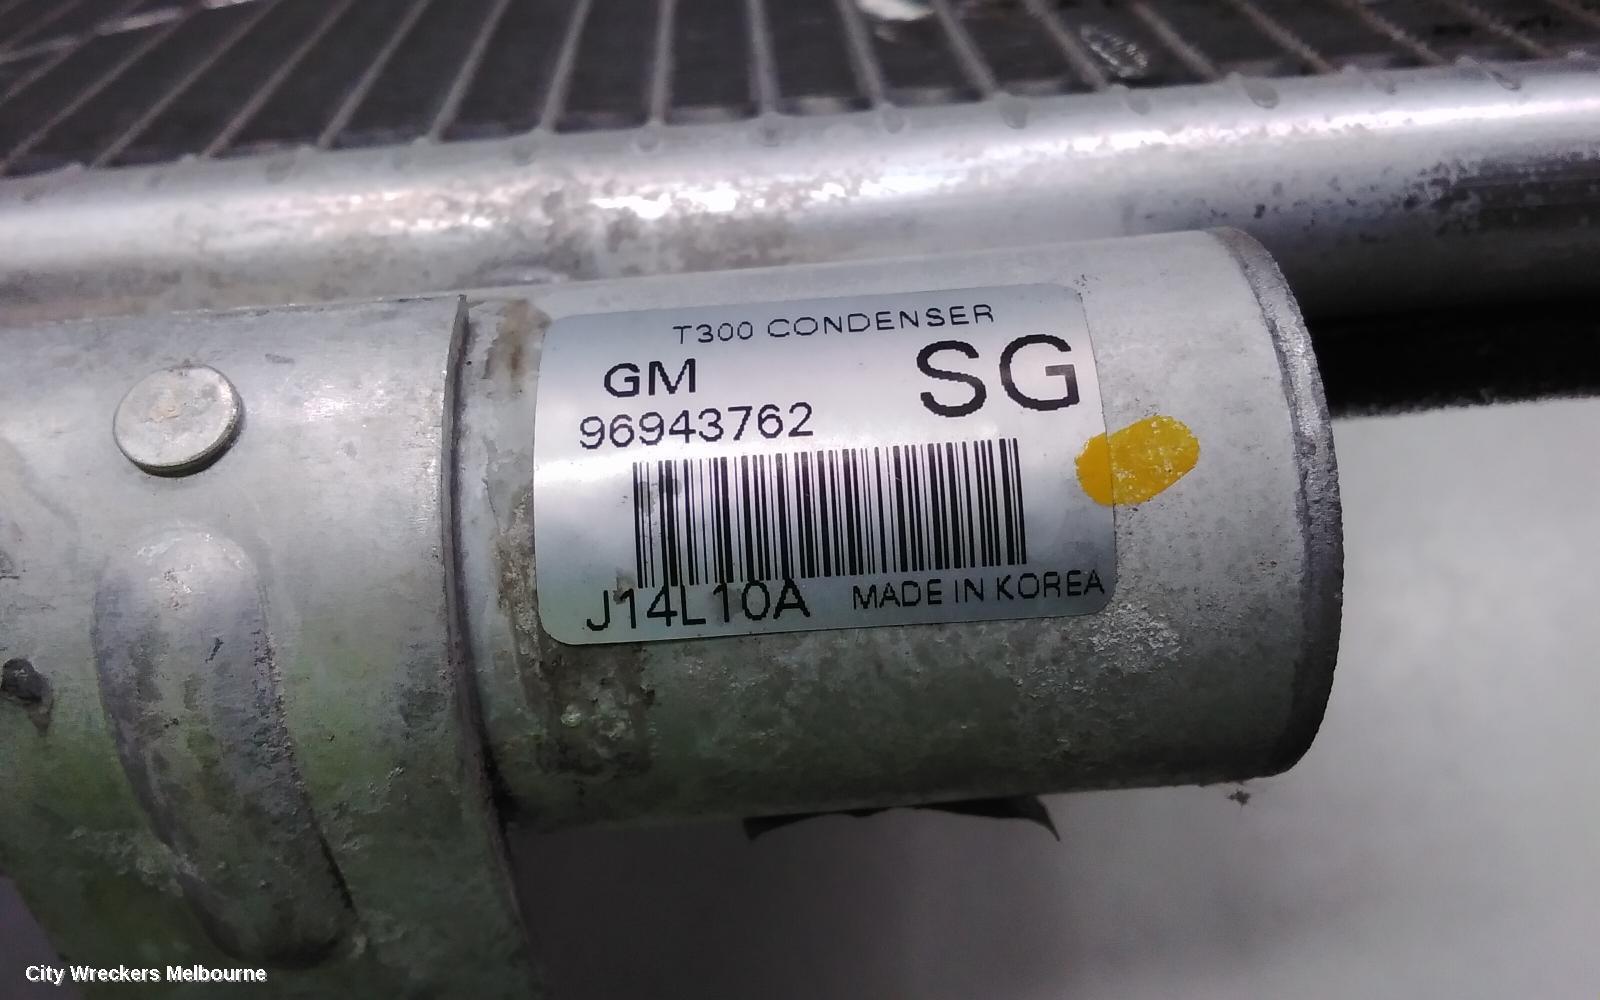 T300 CONDENSER
GM
SG
96943762
J14L10A
MADE IN KOREA
City Wreckers Melbourne